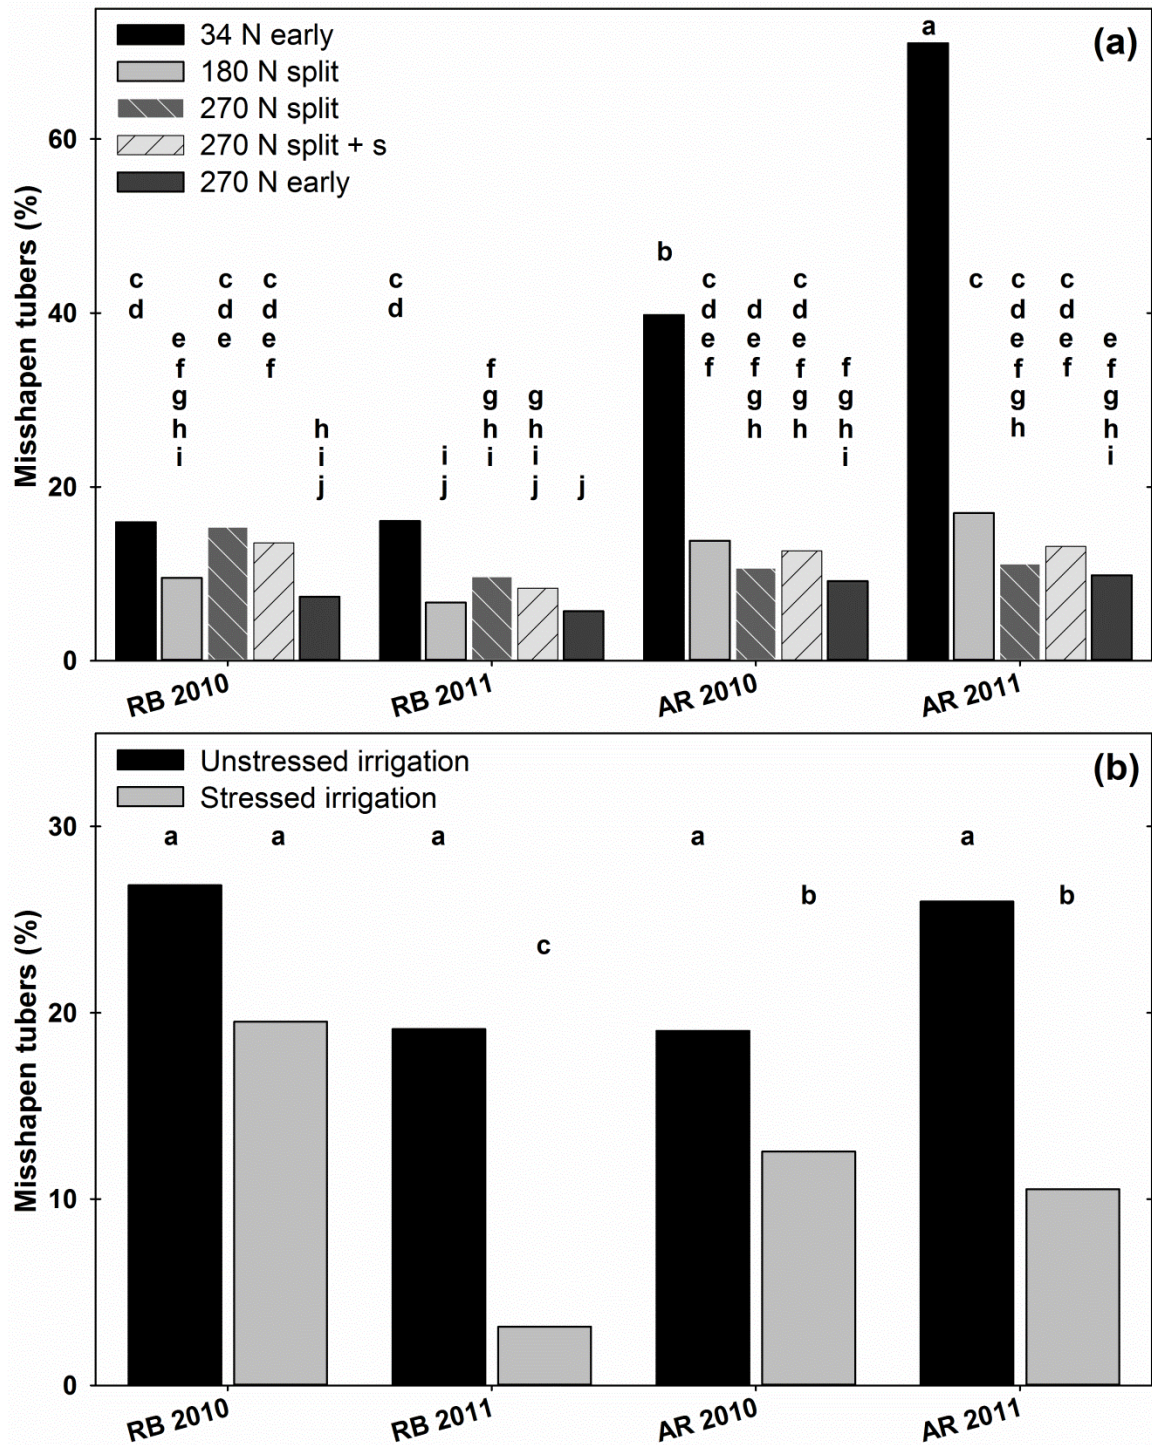 (a)
34 N early
180 N split
270 N split
270 N split + s
270 N early
Misshapen tubers (%)
60
40
20
0
c
d
e
f
g
h
i
c
d
e
c
d
e
f
h
i
j
c
d
i
j
f
g
h
i
g
h
i
j
j
b
c
d
e
f
d
e
f
g
h
c
d
e
f
g
h
f
g
h
i
a
c
c
d
e
f
g
h
c
d
e
f
e
f
g
h
i
RB 2010
RB 2011
AR 2010
AR 2011
(b)
Unstressed irrigation
Stressed irrigation
Misshapen tubers (%)
30
20
10
0
a
a
a
c
a
b
a
b
RB 2010
RB 2011
AR 2010
AR 2011